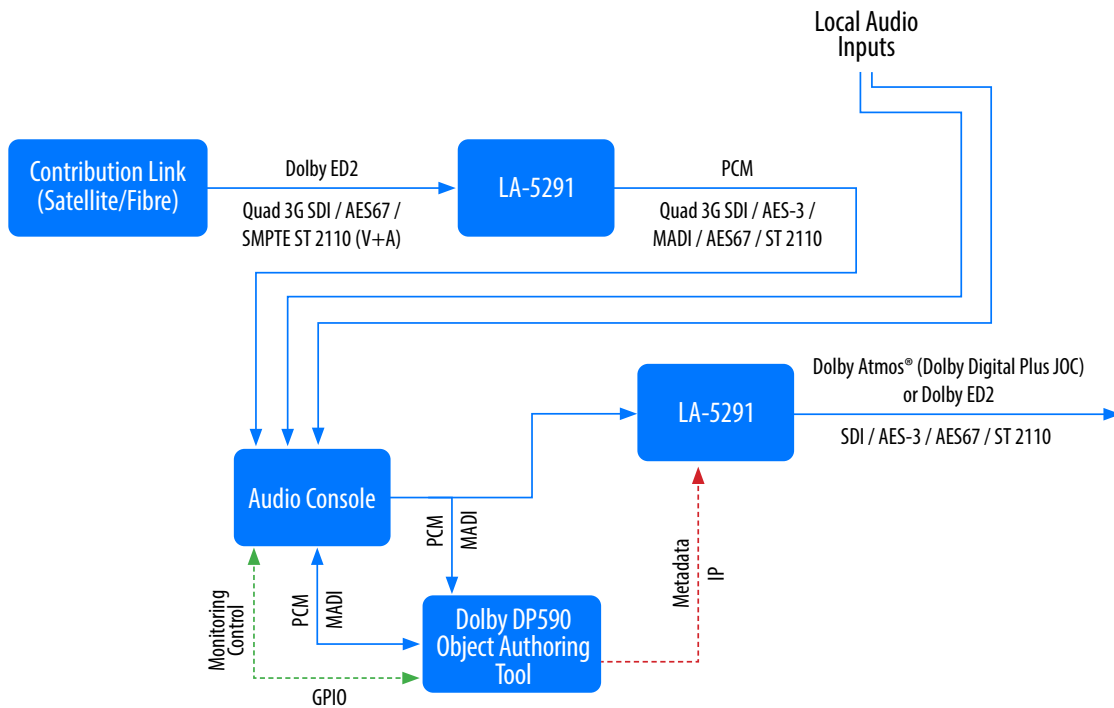 Local Audio
Inputs
Contribution Link
(Satellite/Fibre)
Dolby ED2
Quad 3G SDI / AES67 /
SMPTE ST 2110 (V+A)
LA-5291
PCM
Quad 3G SDI / AES-3 /
MADI / AES67 / ST 2110
LA-5291
Dolby Atmos® (Dolby Digital Plus JOC)
or Dolby ED2
SDI / AES-3 / AES67 / ST 2110
Audio Console
PCM
MADI
Metadata
IP
Monitoring
Control
PCM
MADI
Dolby DP590
Object Authoring
Tool
GPIO